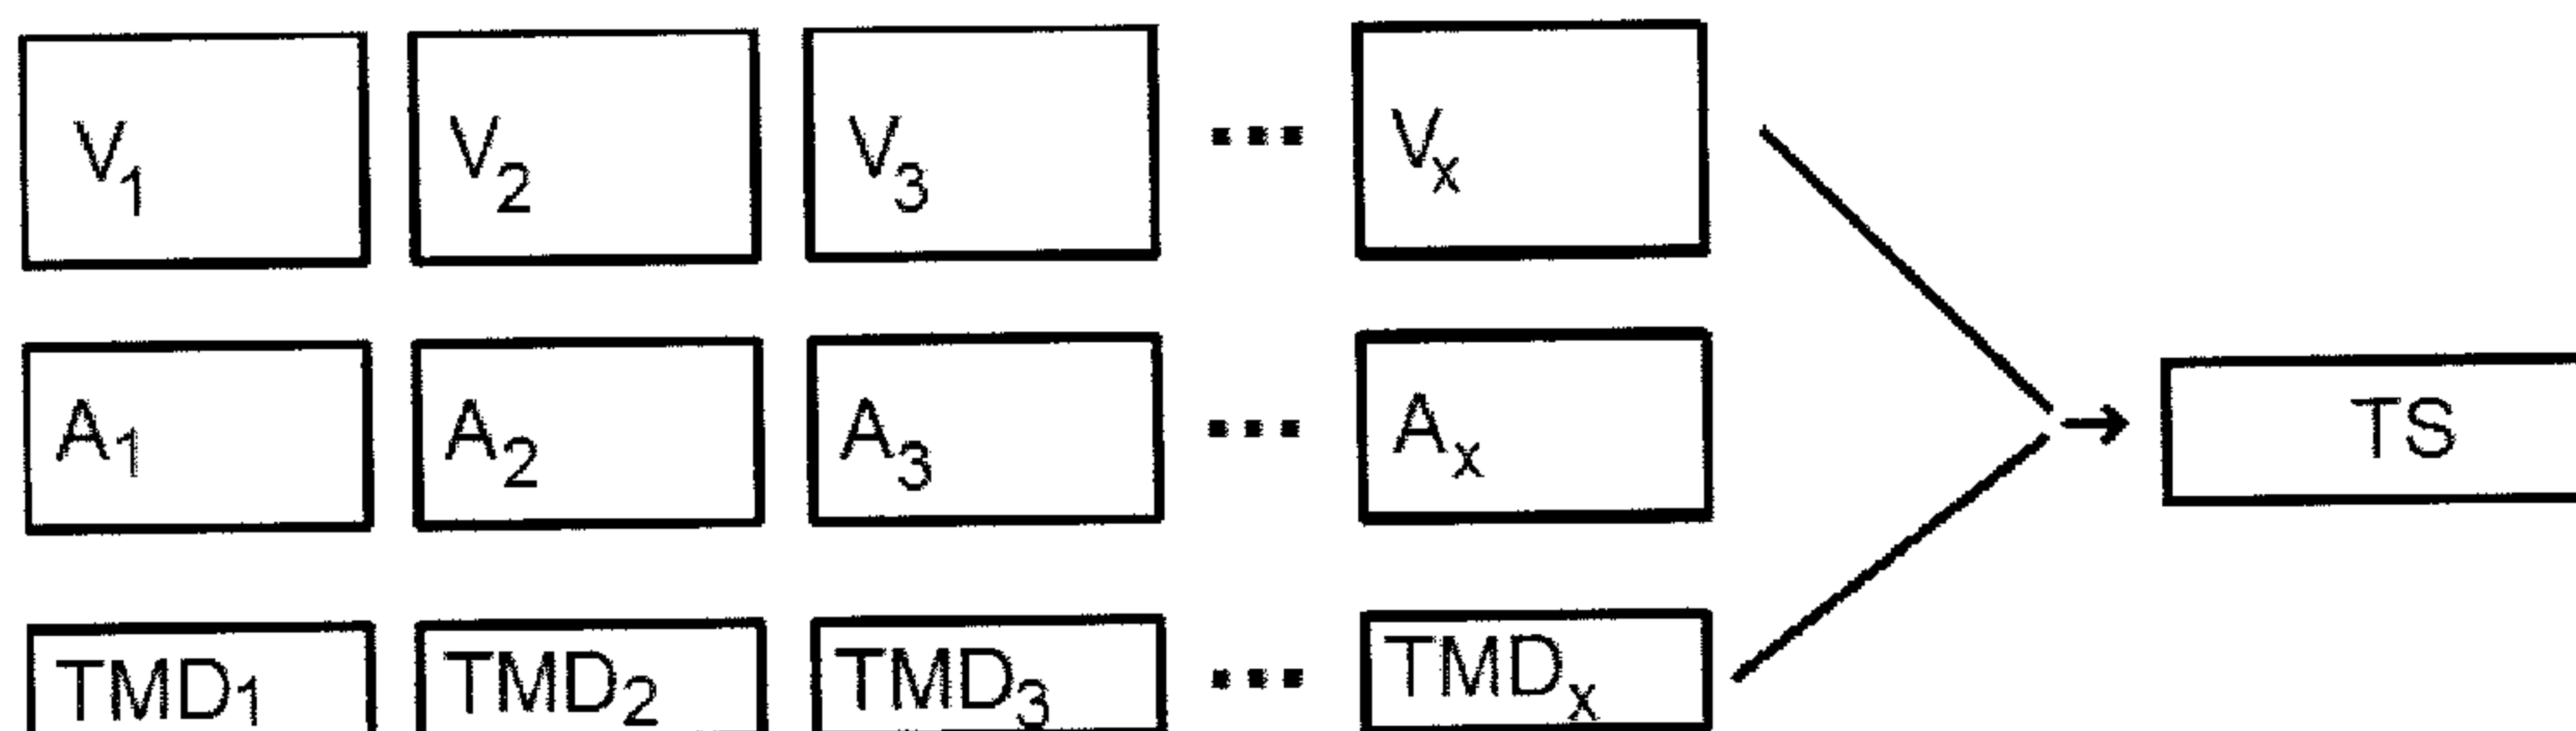 V1 V2 V3 ... Vx
A1 A2 A3 ... Ax TS
TMD1 TMD2 TMD3 ... TMDx